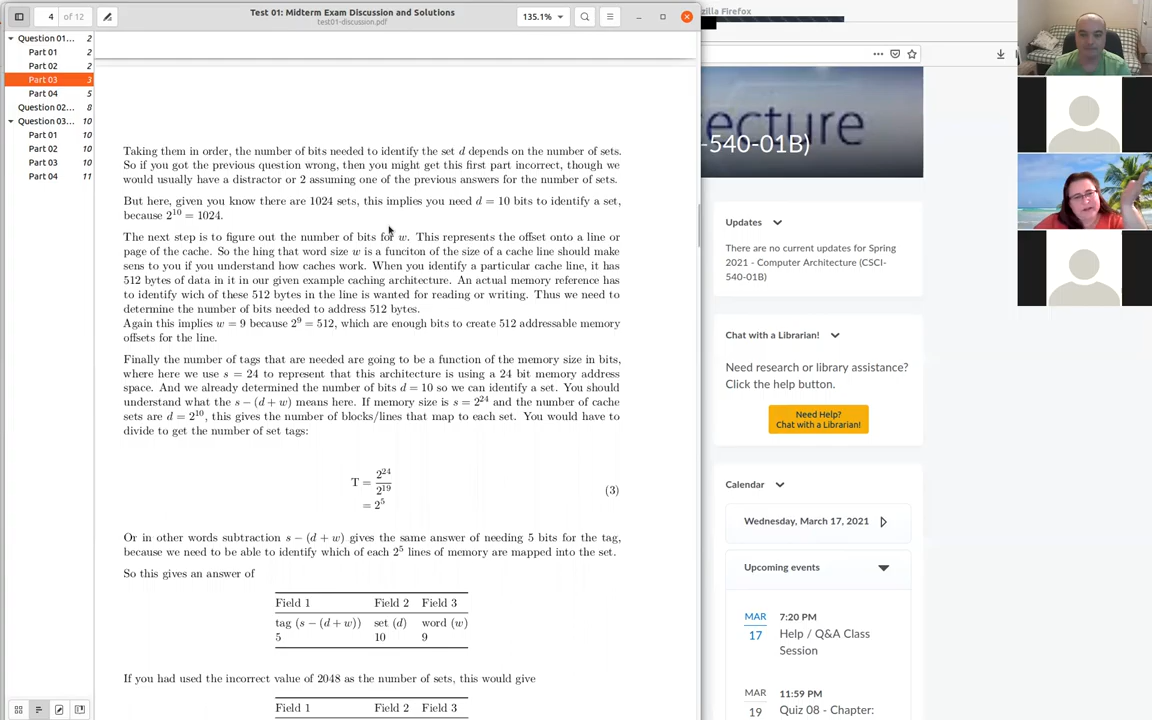 4 of 12
Test 01: Midterm Exam Discussion and Solutions
test01-discussion.pdf
135.1%
Question 01... 2
Part 01 2
Part 02 2
Part 03 3
Part 04 5
Question 02... 8
Question 03... 10
Part 01 10
Part 02 10
Part 03 10
Part 04 11
Taking them in order, the number of bits needed to identify the set d depends on the number of sets.
So if you got the previous question wrong, then you might get this first part incorrect, though we
would usually have a distractor or 2 assuming one of the previous answers for the number of sets.
But here, given you know there are 1024 sets, this implies you need d = 10 bits to identify a set,
because 2^10 = 1024.
The next step is to figure out the number of bits for w. This represents the offset onto a line or
page of the cache. So the hing that word size w is a funciton of the size of a cache line should make
sens to you if you understand how caches work. When you identify a particular cache line, it has
512 bytes of data in it in our given example caching architecture. An actual memory reference has
to identify wich of these 512 bytes in the line is wanted for reading or writing. Thus we need to
determine the number of bits needed to address 512 bytes.
Again this implies w = 9 because 2^9 = 512, which are enough bits to create 512 addressable memory
offsets for the line.
Finally the number of tags that are needed are going to be a function of the memory size in bits,
where here we use s = 24 to represent that this architecture is using a 24 bit memory address
space. And we already determined the number of bits d = 10 so we can identify a set. You should
understand what the s − (d + w) means here. If memory size is s = 2^24 and the number of cache
sets are d = 2^10, this gives the number of blocks/lines that map to each set. You would have to
divide to get the number of set tags:
T = 2^24 / 2^19
= 2^5
(3)
Or in other words subtraction s − (d + w) gives the same answer of needing 5 bits for the tag,
because we need to be able to identify which of each 2^5 lines of memory are mapped into the set.
So this gives an answer of
Field 1 Field 2 Field 3
tag (s − (d + w)) set (d) word (w)
5 10 9
If you had used the incorrect value of 2048 as the number of sets, this would give
Field 1 Field 2 Field 3
zilla Firefox
ecture
-540-01B)
Updates
There are no current updates for Spring
2021 - Computer Architecture (CSCI-
540-01B)
Chat with a Librarian!
Need research or library assistance?
Click the help button.
Need Help?
Chat with a Librarian!
Calendar
Wednesday, March 17, 2021
Upcoming events
MAR
17
7:20 PM
Help / Q&A Class
Session
MAR
19
11:59 PM
Quiz 08 - Chapter: